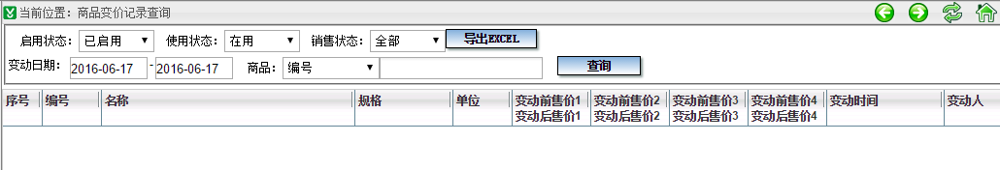 当前位置：商品变价记录查询
启用状态： 已启用 使用状态： 在用 销售状态： 全部 导出EXCEL
变动日期： 2016-06-17 - 2016-06-17 商品： 编号 查询
序号 编号 名称 规格 单位 变动前售价1 变动前售价2 变动前售价3 变动前售价4 变动时间 变动人
变动后售价1 变动后售价2 变动后售价3 变动后售价4